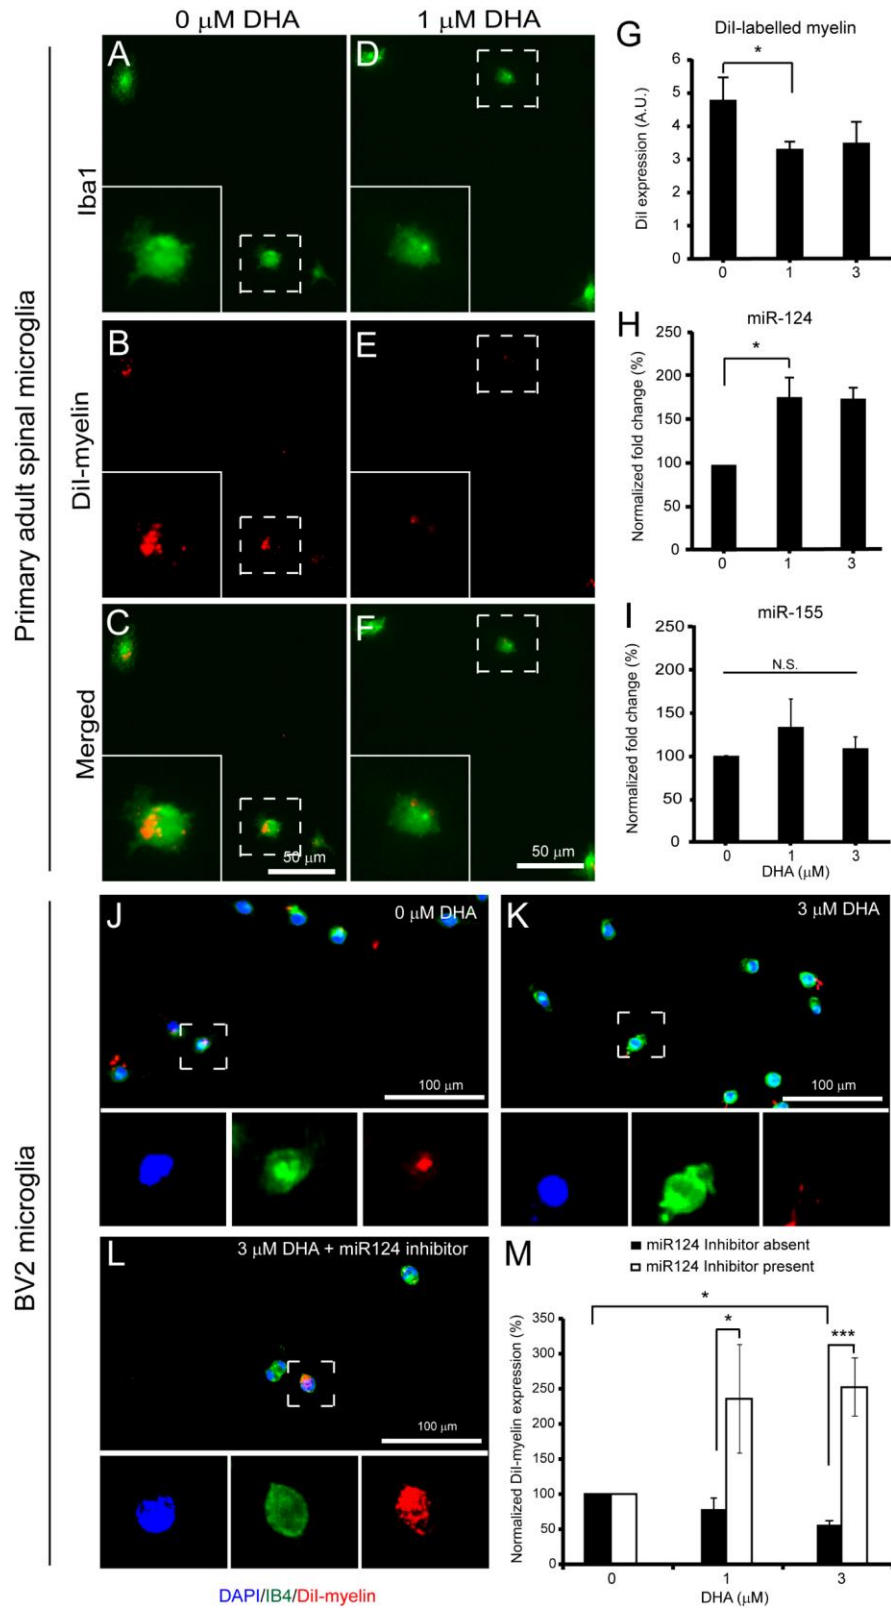 0 μM DHA
1 μM DHA
Primary adult spinal microglia
Iba1
DiI-myelin
Merged
A
D
B
E
C
50 μm
F
50 μm
G
DiI-labelled myelin
DiI expression (A.U.)
6
5
4
3
2
1
0
*
0 1 3
H
miR-124
Normalized fold change (%)
250
200
150
100
50
0
*
0 1 3
I
miR-155
Normalized fold change (%)
250
200
150
100
50
0
N.S.
0 1 3
DHA (μM)
BV2 microglia
J
0 μM DHA
100 μm
K
3 μM DHA
100 μm
L
3 μM DHA + miR124 inhibitor
100 μm
DAPI/IB4/DiI-myelin
M
miR124 Inhibitor absent
miR124 Inhibitor present
Normalized DiI-myelin expression (%)
350
300
250
200
150
100
50
0
*
*
***
0 1 3
DHA (μM)